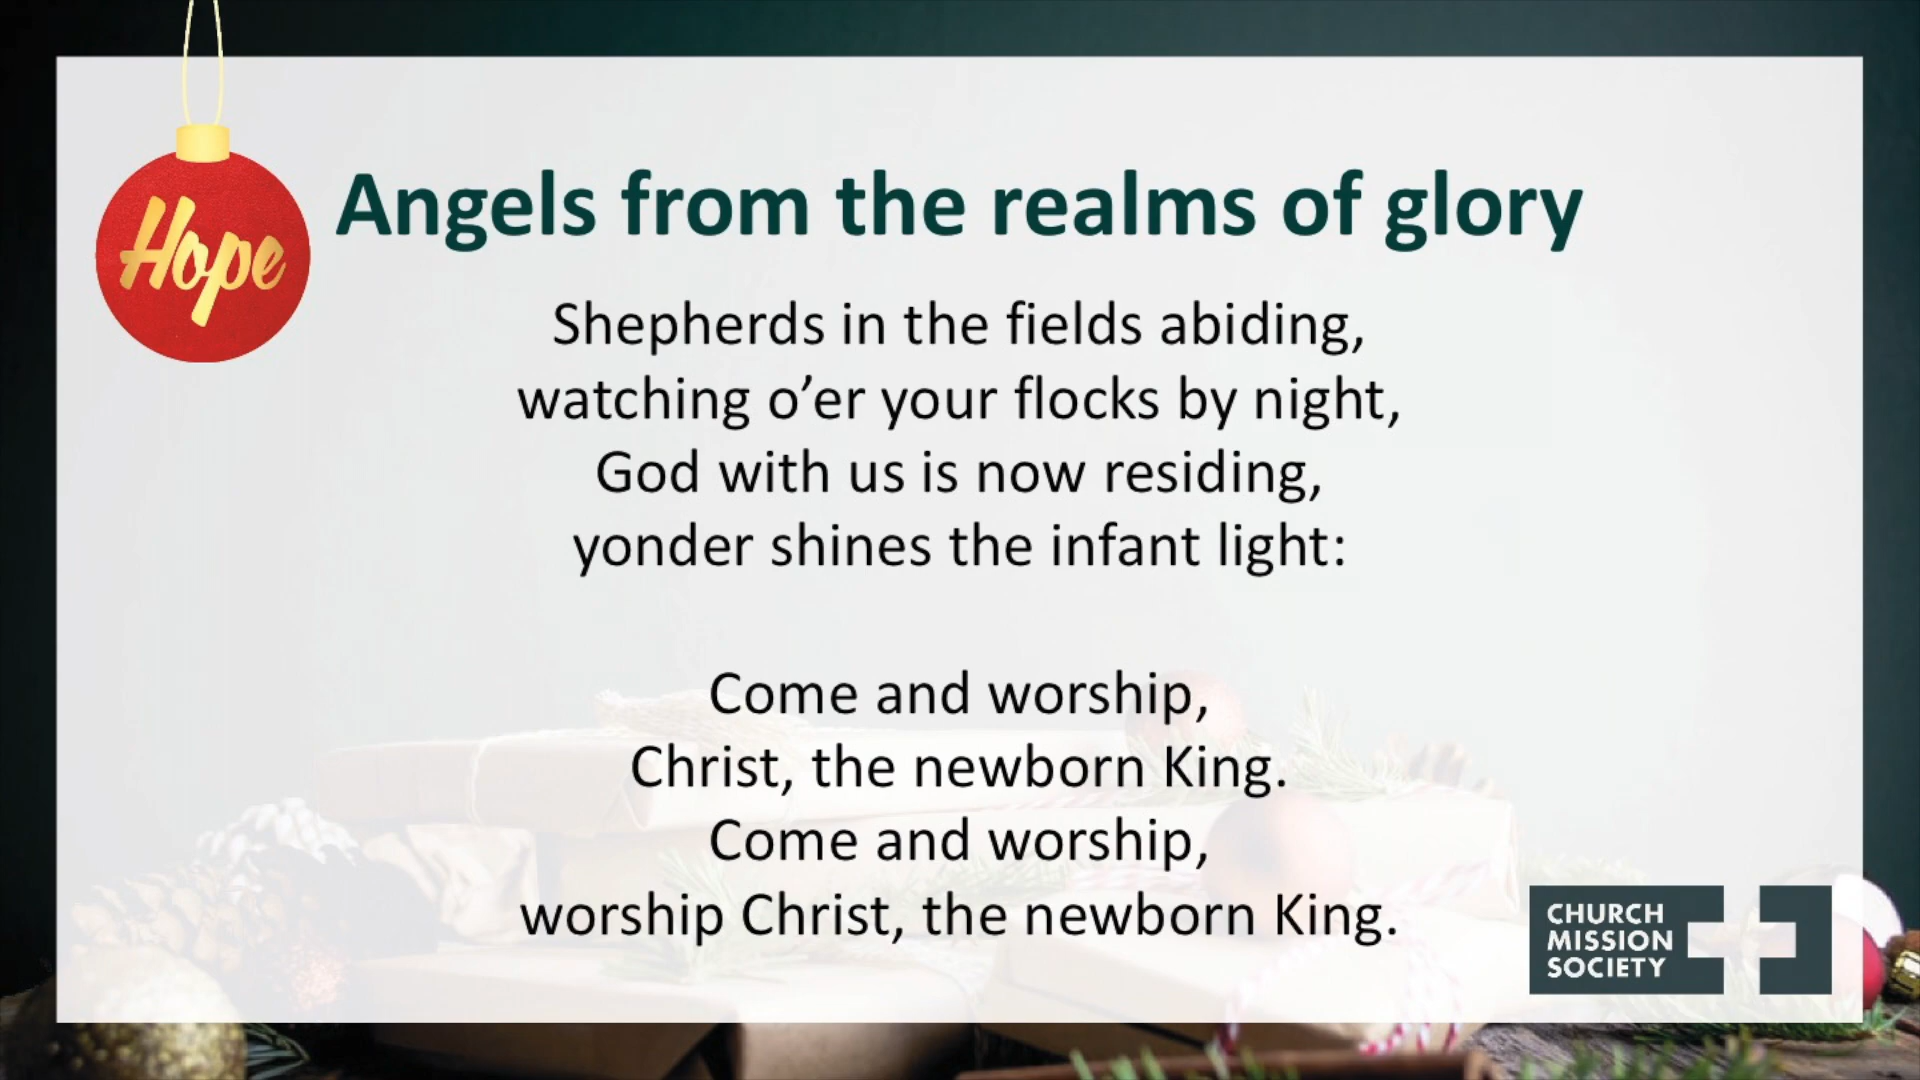 Hope
Angels from the realms of glory
Shepherds in the fields abiding,
watching o’er your flocks by night,
God with us is now residing,
yonder shines the infant light:
Come and worship,
Christ, the newborn King.
Come and worship,
worship Christ, the newborn King.
CHURCH
MISSION
SOCIETY